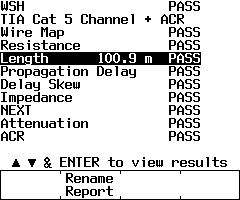 WSH PASS
TIA Cat 5 Channel + ACR
Wire Map PASS
Resistance PASS
Length 100.9 m PASS
Propagation Delay PASS
Delay Skew PASS
Impedance PASS
NEXT PASS
Attenuation PASS
ACR PASS
▲ ▼ & ENTER to view results
Rename
Report